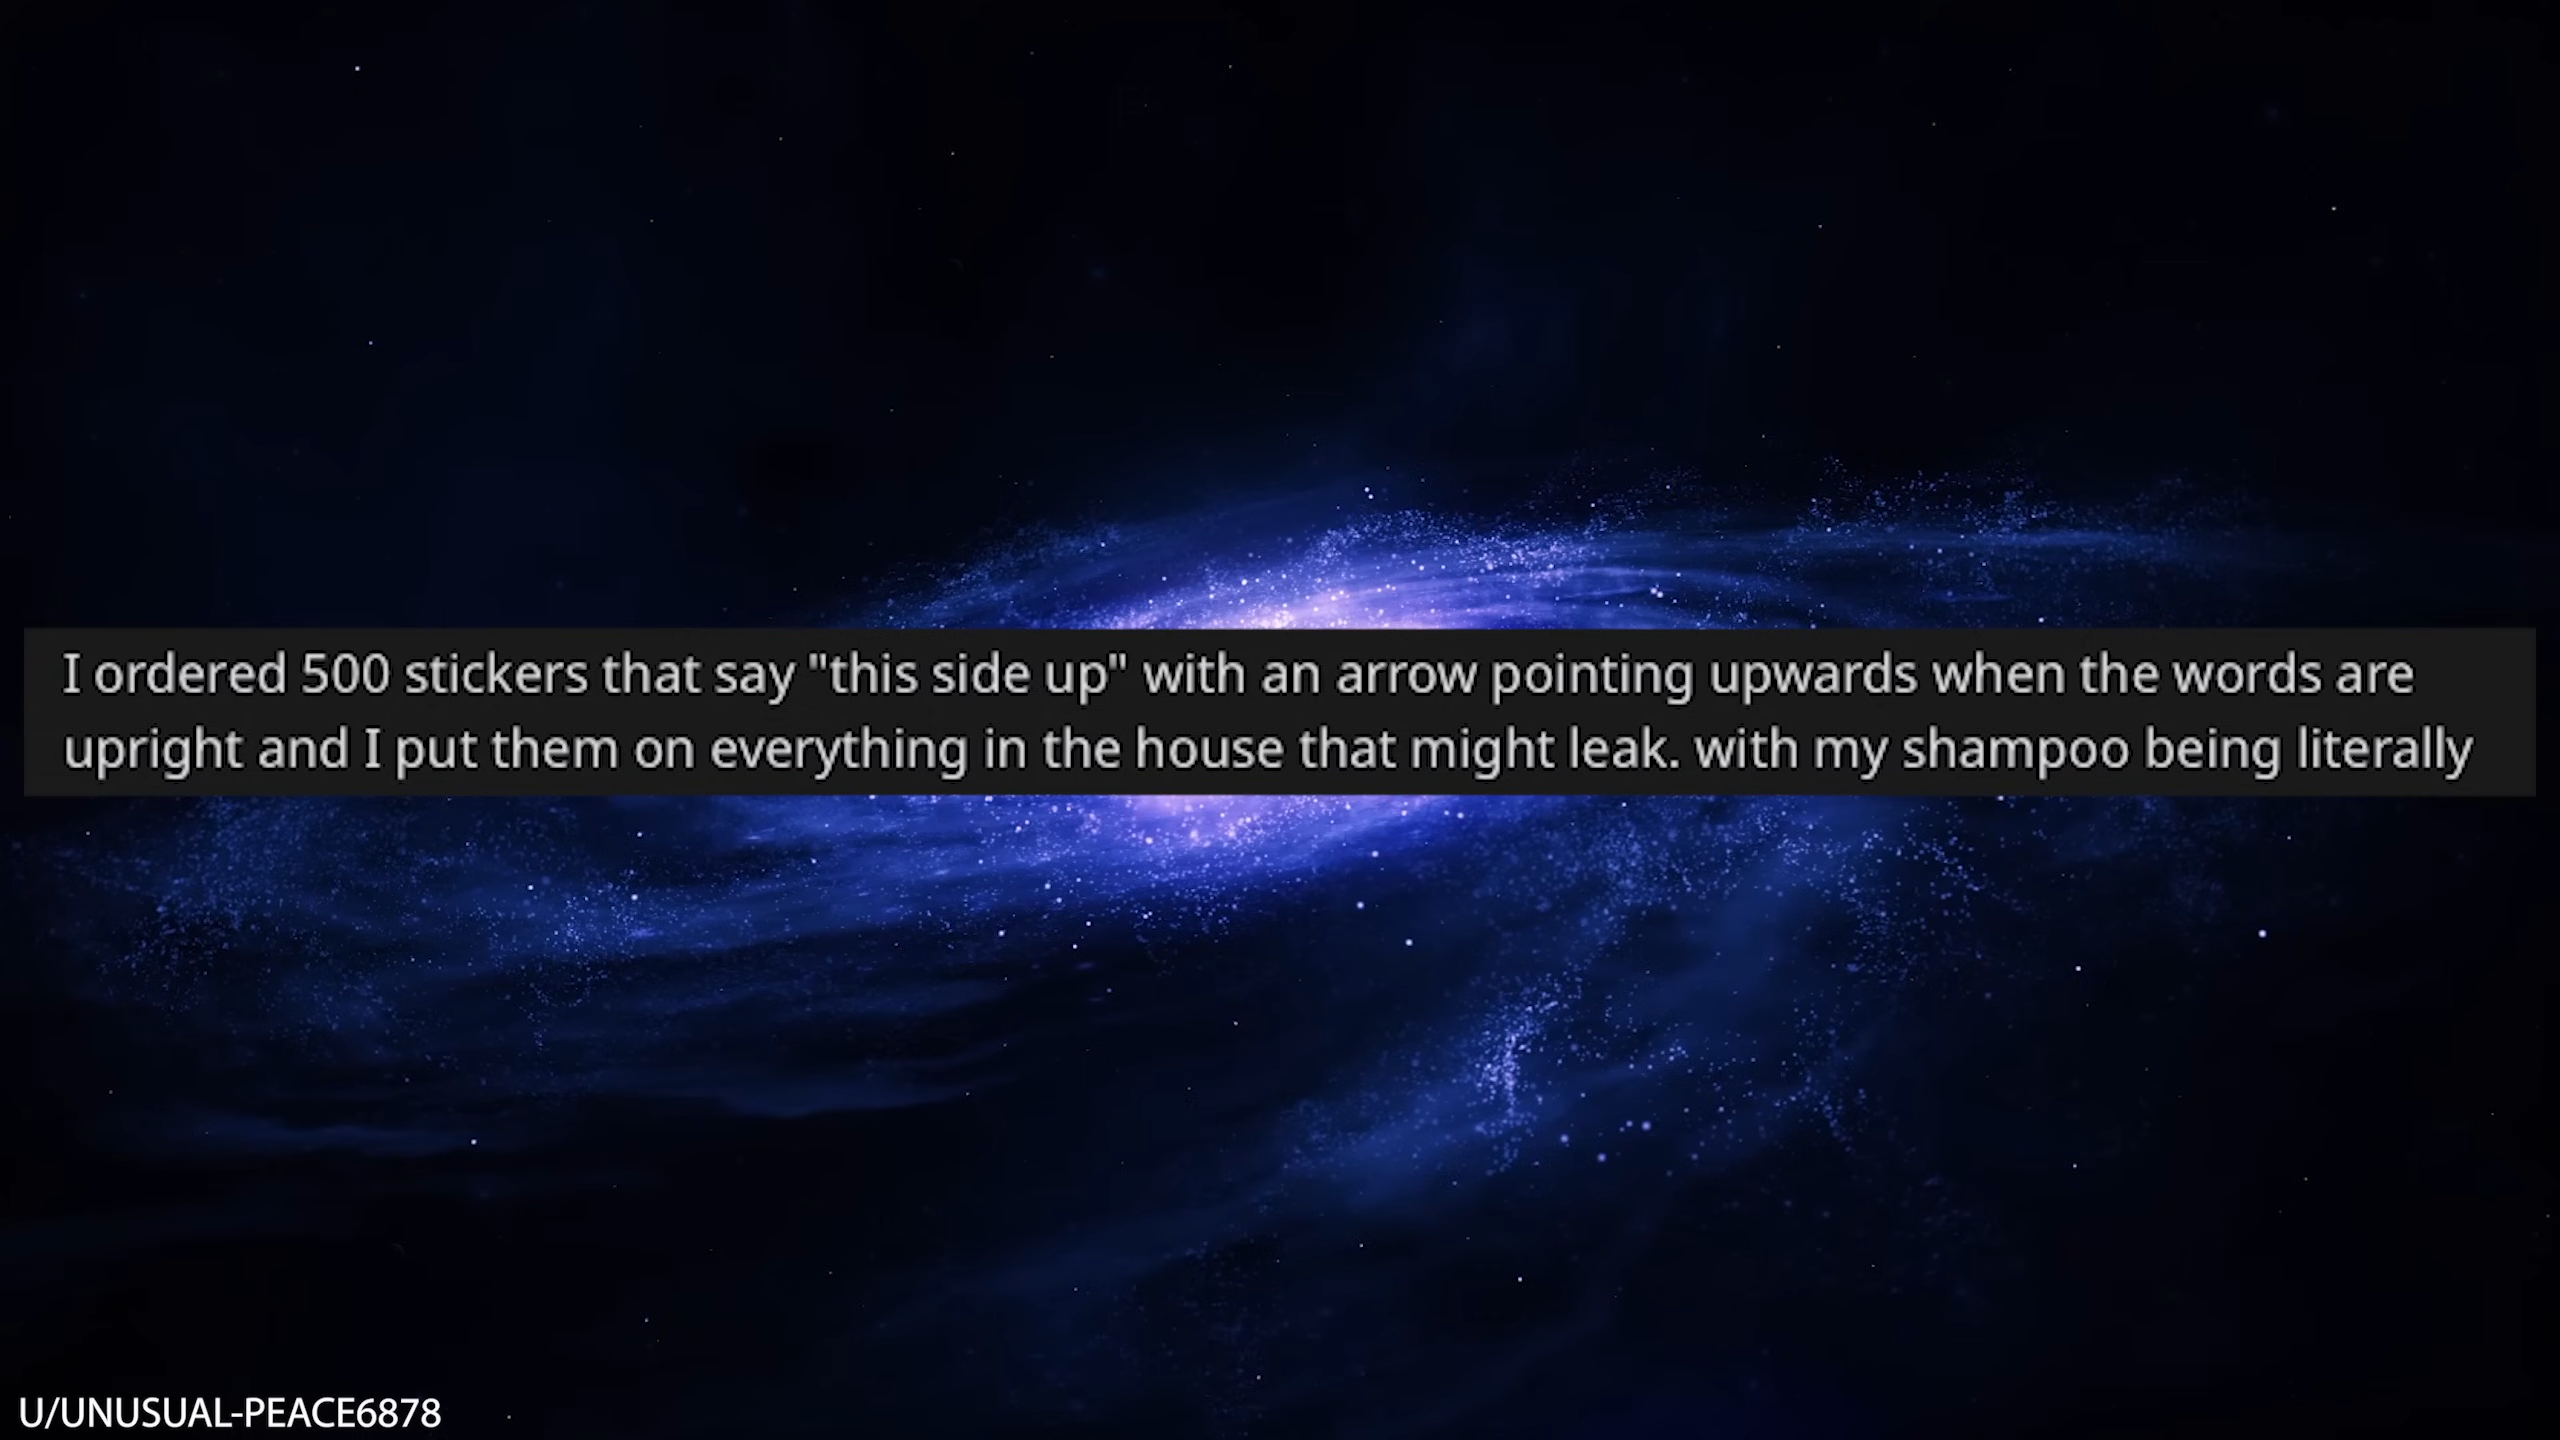 I ordered 500 stickers that say "this side up" with an arrow pointing upwards when the words are
upright and I put them on everything in the house that might leak. with my shampoo being literally
U/UNUSUAL-PEACE6878